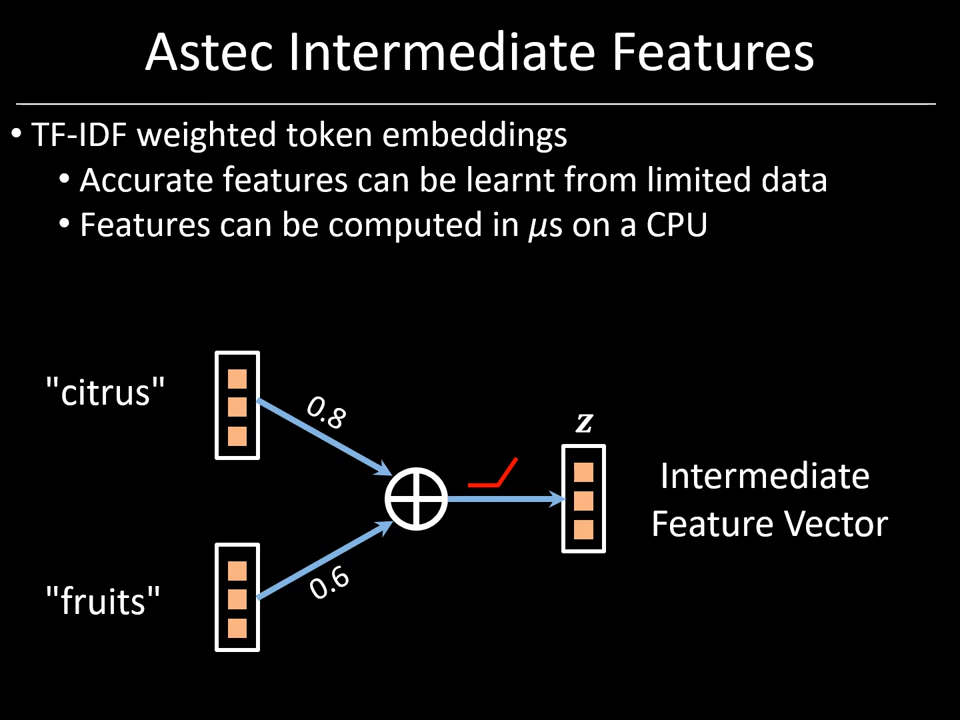 Astec Intermediate Features
• TF-IDF weighted token embeddings
• Accurate features can be learnt from limited data
• Features can be computed in μs on a CPU
"citrus"
0.8
z
Intermediate
Feature Vector
0.6
"fruits"